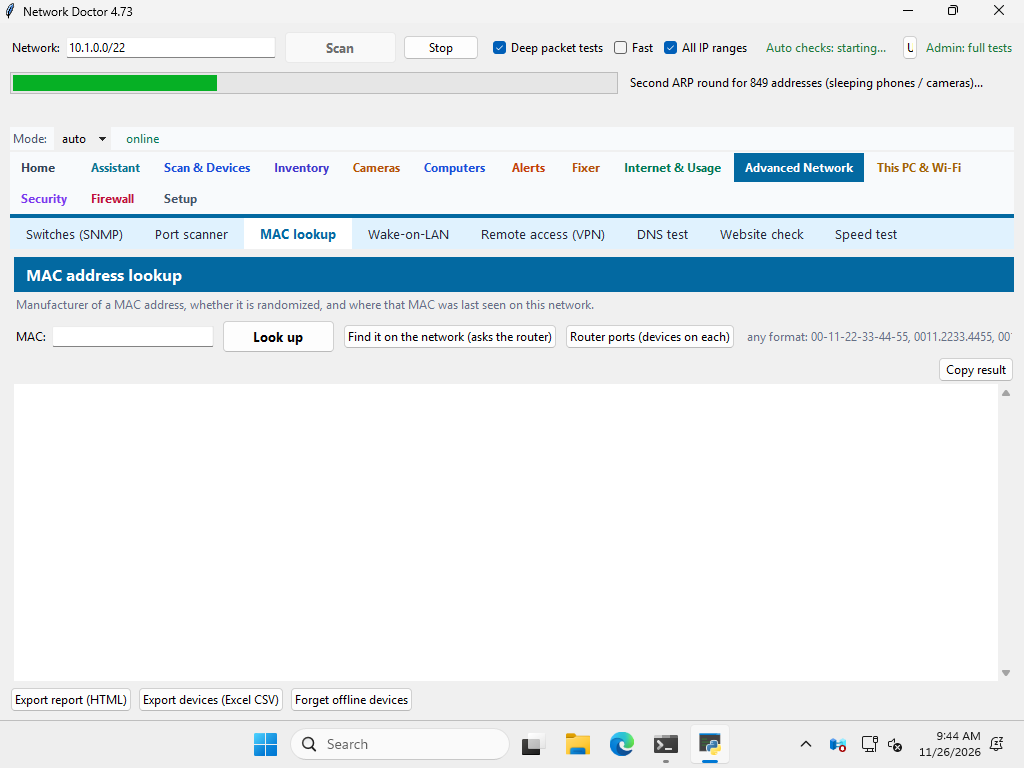 Network Doctor 4.73
Network: 10.1.0.0/22 Scan Stop Deep packet tests Fast All IP ranges Auto checks: starting... Admin: full tests
Second ARP round for 849 addresses (sleeping phones / cameras)...
Mode: auto online
Home Assistant Scan & Devices Inventory Cameras Computers Alerts Fixer Internet & Usage Advanced Network This PC & Wi-Fi
Security Firewall Setup
Switches (SNMP) Port scanner MAC lookup Wake-on-LAN Remote access (VPN) DNS test Website check Speed test
MAC address lookup
Manufacturer of a MAC address, whether it is randomized, and where that MAC was last seen on this network.
MAC: Look up Find it on the network (asks the router) Router ports (devices on each) any format: 00-11-22-33-44-55, 0011.2233.4455, 00
Copy result
Export report (HTML) Export devices (Excel CSV) Forget offline devices
Search
9:44 AM
11/26/2026